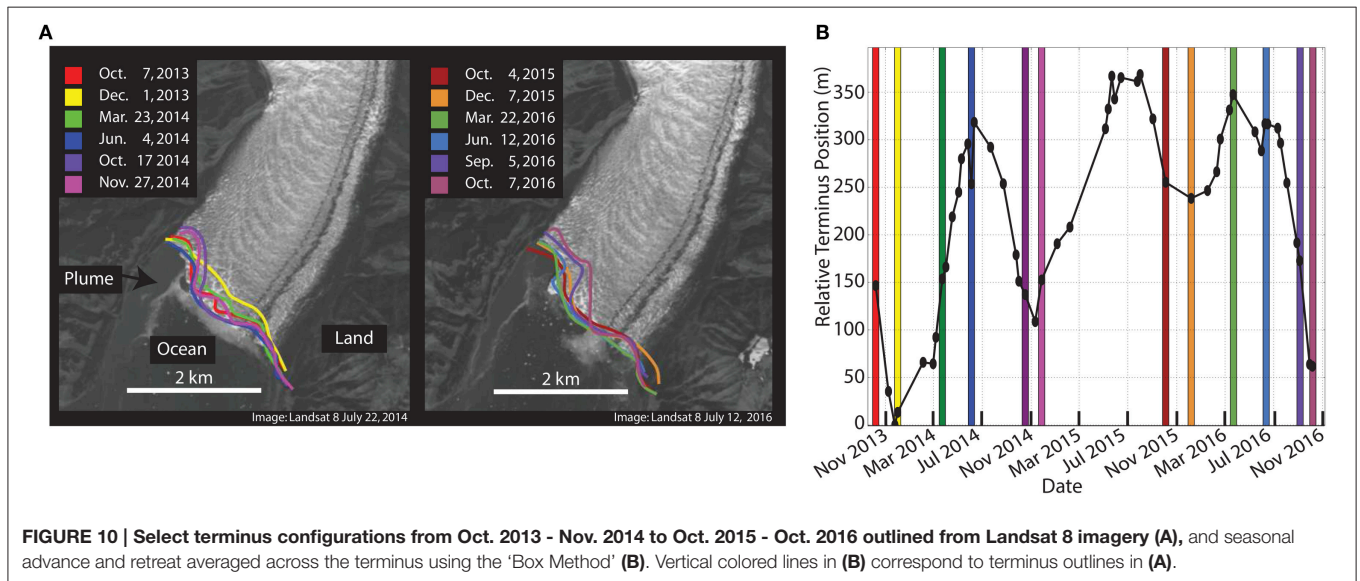 A
Oct. 7, 2013
Dec. 1, 2013
Mar. 23, 2014
Jun. 4, 2014
Oct. 17 2014
Nov. 27, 2014
Plume
Ocean
Land
2 km
Image: Landsat 8 July 22, 2014
Oct. 4, 2015
Dec. 7, 2015
Mar. 22, 2016
Jun. 12, 2016
Sep. 5, 2016
Oct. 7, 2016
2 km
Image: Landsat 8 July 12, 2016
B
Relative Terminus Position (m)
350
300
250
200
150
100
50
0
Nov 2013
Mar 2014
Jul 2014
Nov 2014
Mar 2015
Jul 2015
Nov 2015
Mar 2016
Jul 2016
Nov 2016
Date
FIGURE 10 | Select terminus configurations from Oct. 2013 - Nov. 2014 to Oct. 2015 - Oct. 2016 outlined from Landsat 8 imagery (A), and seasonal
advance and retreat averaged across the terminus using the ‘Box Method’ (B). Vertical colored lines in (B) correspond to terminus outlines in (A).